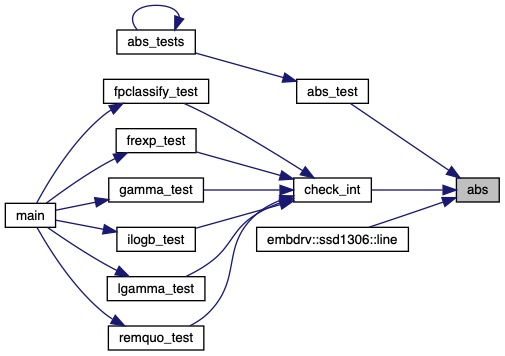 abs_tests
fpclassify_test
abs_test
frexp_test
gamma_test
check_int
abs
main
ilogb_test
embdrv::ssd1306::line
lgamma_test
remquo_test